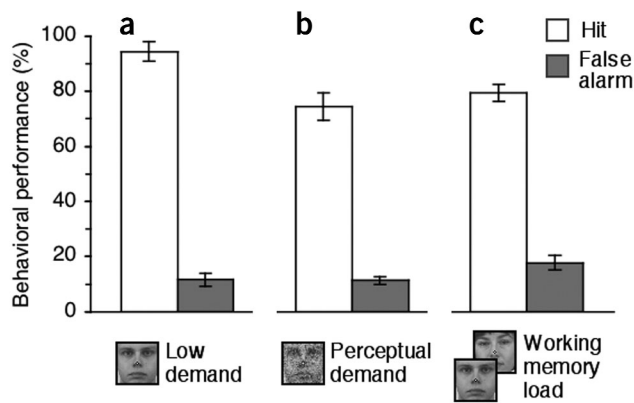 a
b
c
Hit
False
alarm
Behavioral performance (%)
100
80
60
40
20
0
Low
demand
Perceptual
demand
Working
memory
load